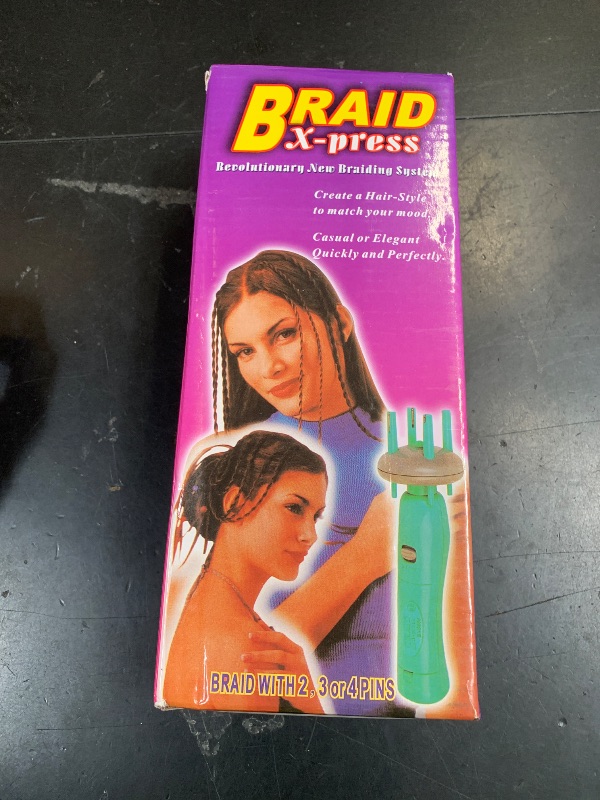 BRAID
X-press
Revolutionary New Braiding System
Create a Hair-Style
to match your mood
Casual or Elegant
Quickly and Perfectly.
BRAID WITH 2, 3 or 4 PINS